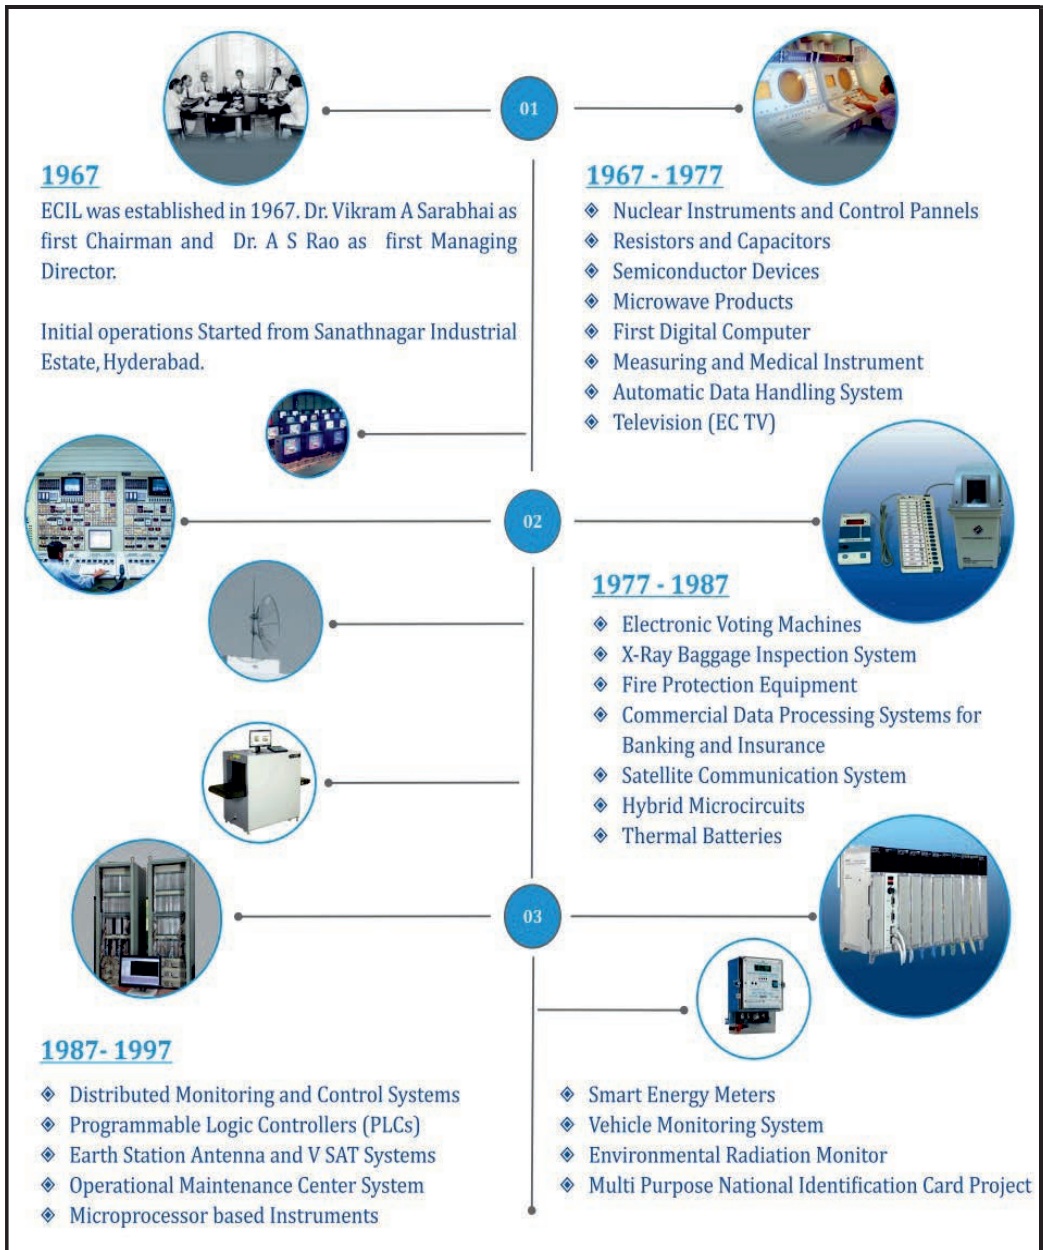 01
1967
ECIL was established in 1967. Dr. Vikram A Sarabhai as
first Chairman and Dr. A S Rao as first Managing
Director.
Initial operations Started from Sanathnagar Industrial
Estate, Hyderabad.
1967 - 1977
Nuclear Instruments and Control Pannels
Resistors and Capacitors
Semiconductor Devices
Microwave Products
First Digital Computer
Measuring and Medical Instrument
Automatic Data Handling System
Television (EC TV)
02
1977 - 1987
Electronic Voting Machines
X-Ray Baggage Inspection System
Fire Protection Equipment
Commercial Data Processing Systems for
Banking and Insurance
Satellite Communication System
Hybrid Microcircuits
Thermal Batteries
03
1987- 1997
Distributed Monitoring and Control Systems
Programmable Logic Controllers (PLCs)
Earth Station Antenna and V SAT Systems
Operational Maintenance Center System
Microprocessor based Instruments
Smart Energy Meters
Vehicle Monitoring System
Environmental Radiation Monitor
Multi Purpose National Identification Card Project